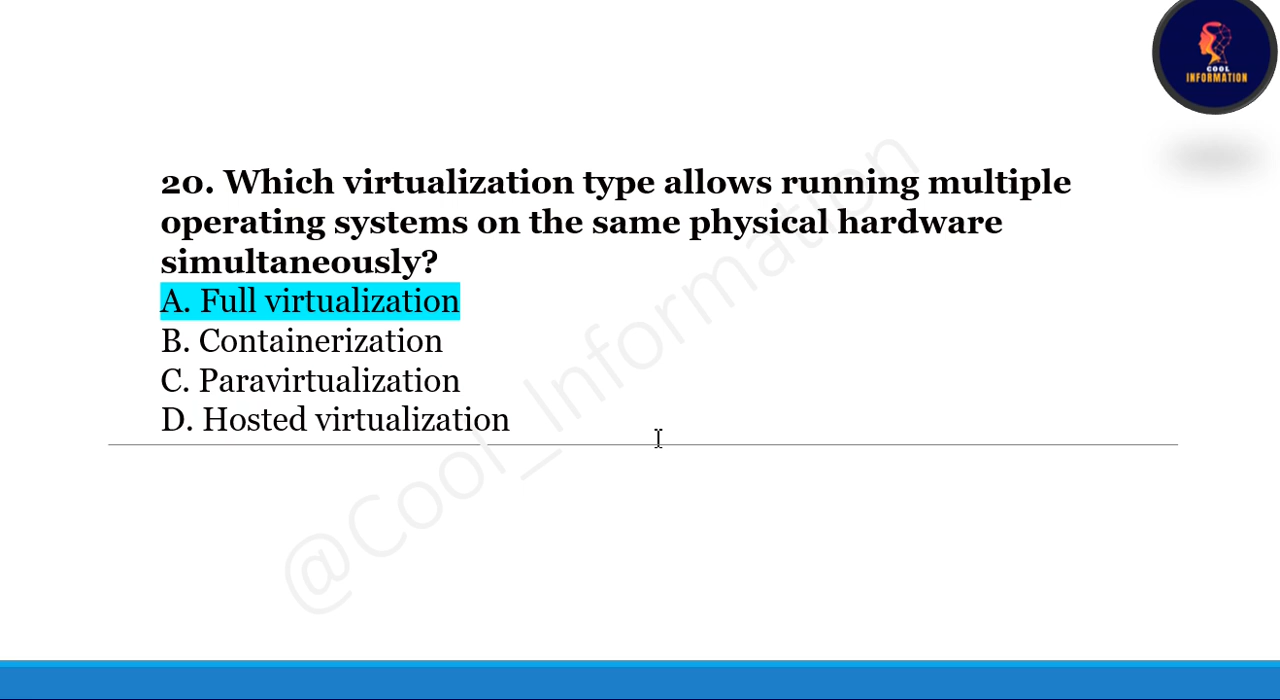 COOL
INFORMATION
20. Which virtualization type allows running multiple
operating systems on the same physical hardware
simultaneously?
A. Full virtualization
B. Containerization
C. Paravirtualization
D. Hosted virtualization
@Cool_Information